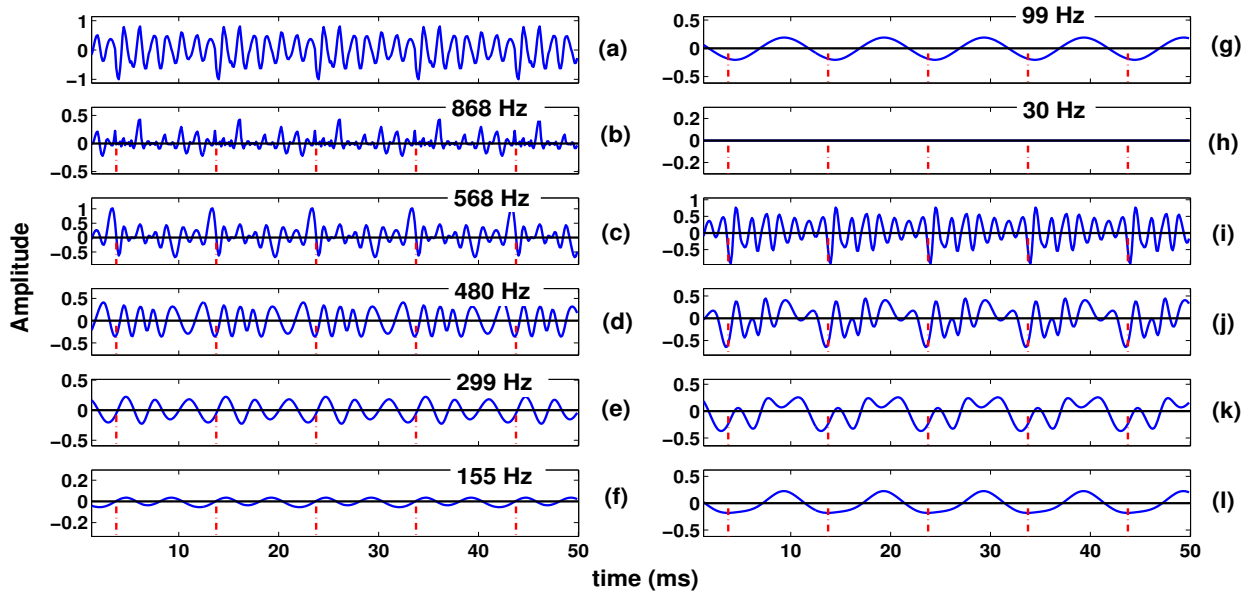 Amplitude
1
0
−1
(a)
868 Hz
0.5
0
−0.5
(b)
568 Hz
1
0.5
0
−0.5
(c)
480 Hz
0.5
0
−0.5
(d)
299 Hz
0.5
0
−0.5
(e)
155 Hz
0.2
0
−0.2
(f)
10 20 30 40 50
99 Hz
0.5
0
−0.5
(g)
30 Hz
0.2
0
−0.2
(h)
1
0.5
0
−0.5
(i)
0.5
0
−0.5
(j)
0.5
0
−0.5
(k)
0.5
0
−0.5
(l)
10 20 30 40 50
time (ms)